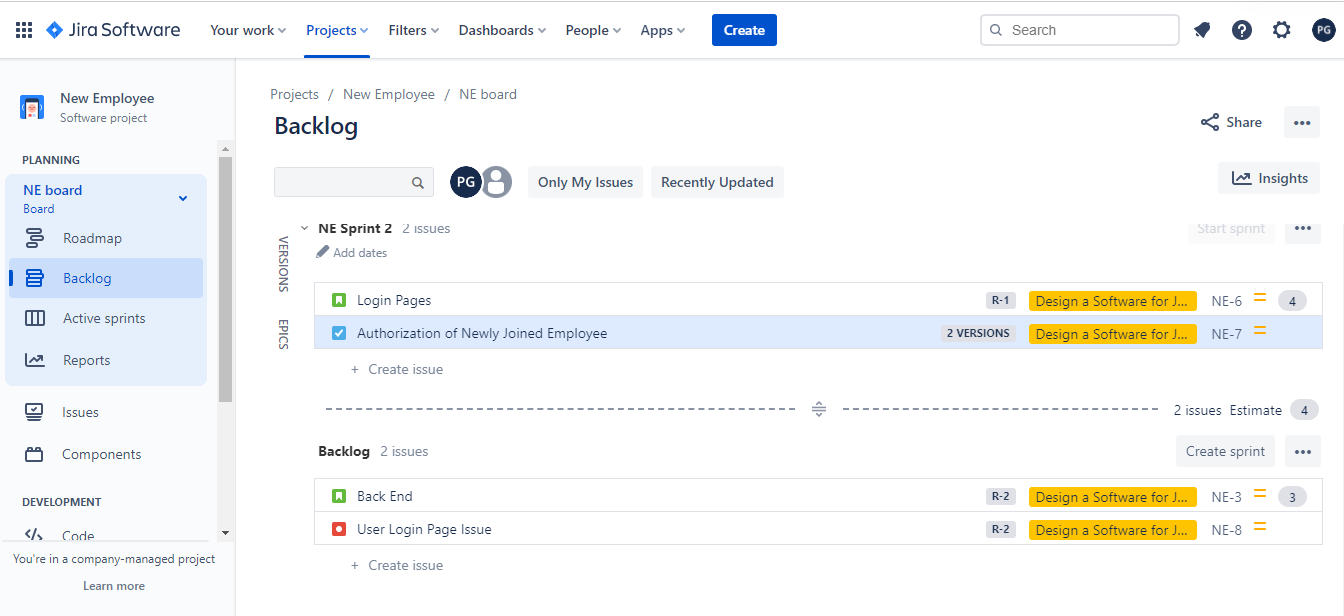 Jira Software Your work Projects Filters Dashboards People Apps Create Search PG
New Employee
Software project
PLANNING
NE board
Board
Roadmap
Backlog
Active sprints
Reports
Issues
Components
DEVELOPMENT
Code
You're in a company-managed project
Learn more
Projects / New Employee / NE board
Backlog
Share
PG Only My Issues Recently Updated
Insights
VERSIONS
EPICS
NE Sprint 2 2 issues Start sprint
Add dates
Login Pages R-1 Design a Software for J... NE-6 4
Authorization of Newly Joined Employee 2 VERSIONS Design a Software for J... NE-7
+ Create issue
2 issues Estimate 4
Backlog 2 issues Create sprint
Back End R-2 Design a Software for J... NE-3 3
User Login Page Issue R-2 Design a Software for J... NE-8
+ Create issue